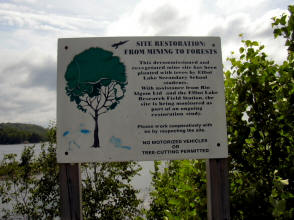 SITE RESTORATION:
FROM MINING TO FORESTS
This decommissioned and
revegetated mine site has been
planted with trees by Elliot
Lake Secondary School
students.
With assistance from Rio
Algom Ltd. and the Elliot Lake
Research Field Station, the
site is being monitored as
part of an ongoing
restoration study.
Please work cooperatively with
us by respecting the site.
NO MOTORIZED VEHICLES
OR
TREE-CUTTING PERMITTED